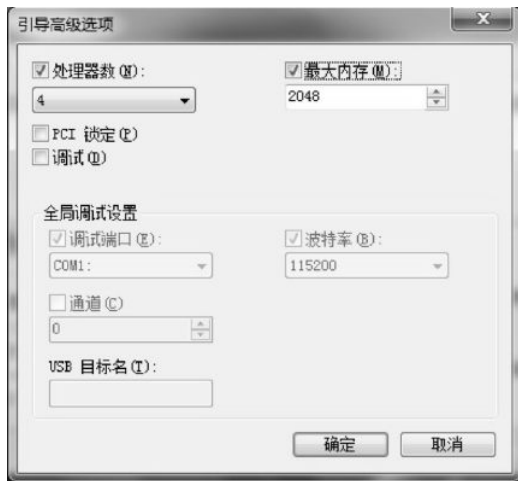 引导高级选项
处理器数(N): 最大内存(M):
4 2048
PCI 锁定(P)
调试(D)
全局调试设置
调试端口(E): 波特率(B):
COM1: 115200
通道(C)
0
USB 目标名(T):
确定 取消